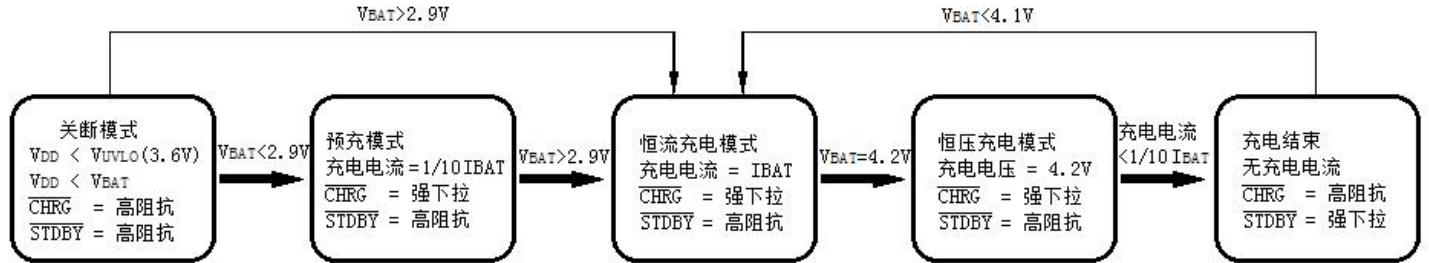 VBAT>2.9V
VBAT<4.1V
关断模式
VDD < VUVLO(3.6V)
VDD < VBAT
CHRG = 高阻抗
STDBY = 高阻抗
VBAT<2.9V
预充模式
充电电流=1/10IBAT
CHRG = 强下拉
STDBY = 高阻抗
VBAT>2.9V
恒流充电模式
充电电流 = IBAT
CHRG = 强下拉
STDBY = 高阻抗
VBAT=4.2V
恒压充电模式
充电电压 = 4.2V
CHRG = 强下拉
STDBY = 高阻抗
充电电流
<1/10IBAT
充电结束
无充电电流
CHRG = 高阻抗
STDBY = 强下拉